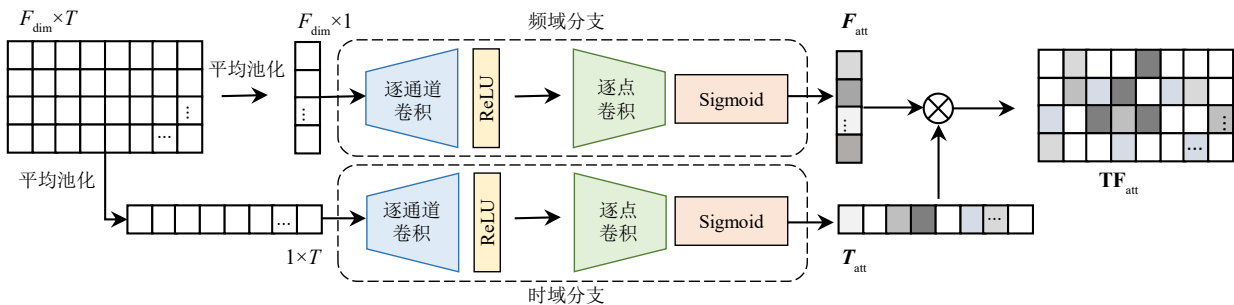 F_dim×T
F_dim×1
频域分支
F_att
平均池化
逐通道
卷积
ReLU
逐点
卷积
Sigmoid
⋮
...
⋮
⋮
⋮
...
TF_att
平均池化
逐通道
卷积
ReLU
逐点
卷积
Sigmoid
...
...
1×T
T_att
时域分支